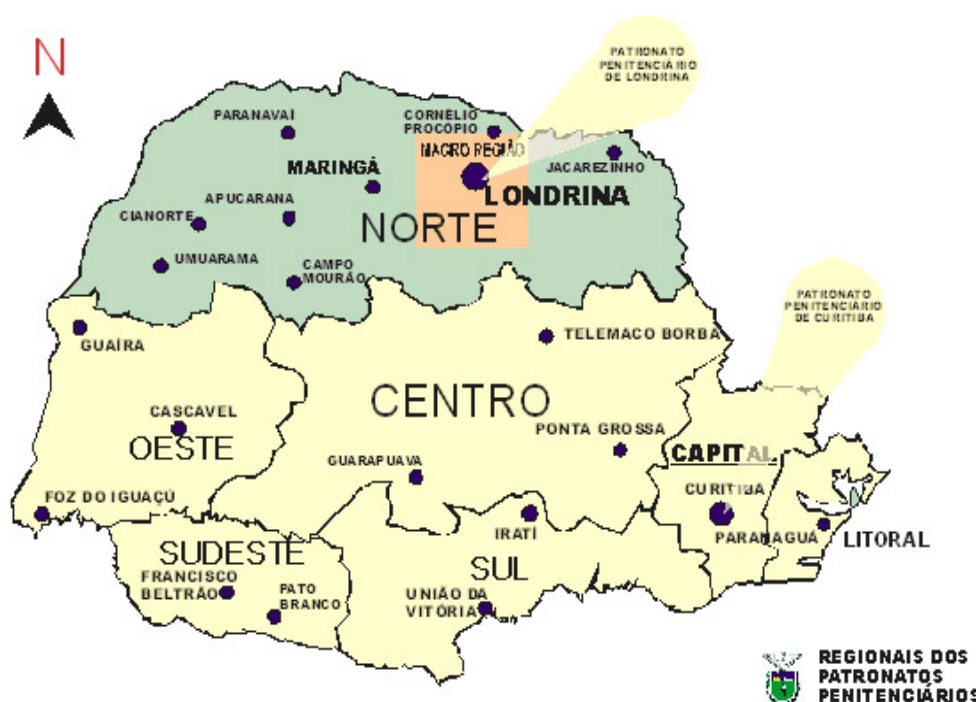 N
PATRONATO
PENITENCIÁRIO
DE LONDRINA
PARANAVAÍ
CORNÉLIO
PROCÓPIO
MACRO REGIÃO
MARINGÁ
JACAREZINHO
LONDRINA
APUCARANA
CIANORTE
NORTE
UMUARAMA
CAMPO
MOURÃO
PATRONATO
PENITENCIÁRIO
DE CURITIBA
GUAÍRA
TELEMACO BORBA
CENTRO
CASCAVEL
OESTE
PONTA GROSSA
GUARAPUAVA
CAPITAL
CURITIBA
FOZ DO IGUAÇÚ
IRATÍ
PARANAGUÁ
LITORAL
SUDESTE
SUL
FRANCISCO
BELTRÃO
PATO
BRANCO
UNIÃO DA
VITÓRIA
REGIONAIS DOS
PATRONATOS
PENITENCIÁRIOS